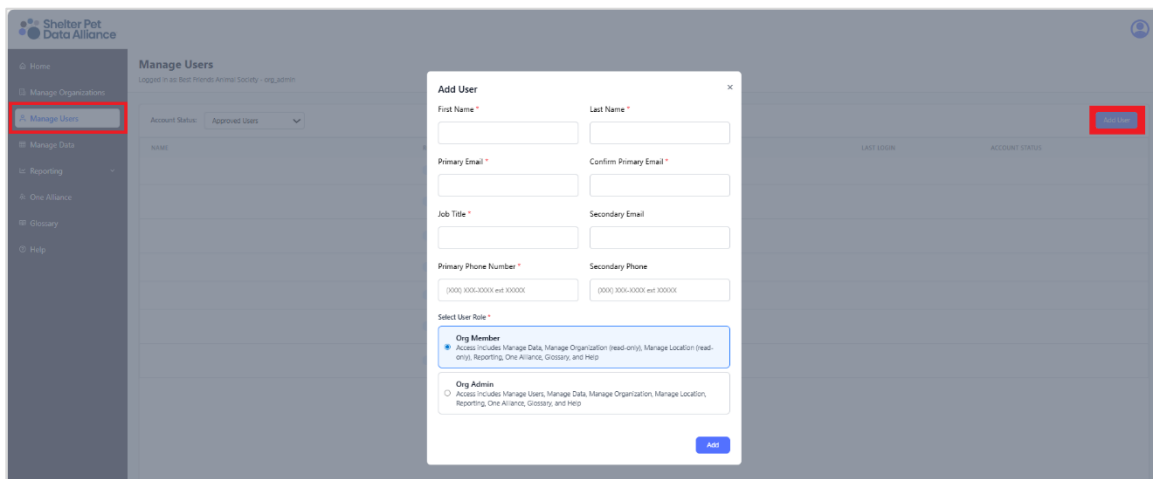 Shelter Pet
Data Alliance
Home
Manage Organizations
Manage Users
Manage Data
Reporting
One Alliance
Glossary
Help
Manage Users
Logged in as Best Friends Animal Society - org_admin
Account Status: Approved Users
Add User
NAME
LAST LOGIN
ACCOUNT STATUS
Add User ×
First Name * Last Name *
Primary Email * Confirm Primary Email *
Job Title * Secondary Email
Primary Phone Number * Secondary Phone
(XXX) XXX-XXXX ext XXXXX (XXX) XXX-XXXX ext XXXXX
Select User Role *
Org Member
Access includes Manage Data, Manage Organization (read-only), Manage Location (read-
only), Reporting, One Alliance, Glossary, and Help
Org Admin
Access includes Manage Users, Manage Data, Manage Organization, Manage Location,
Reporting, One Alliance, Glossary, and Help
Add